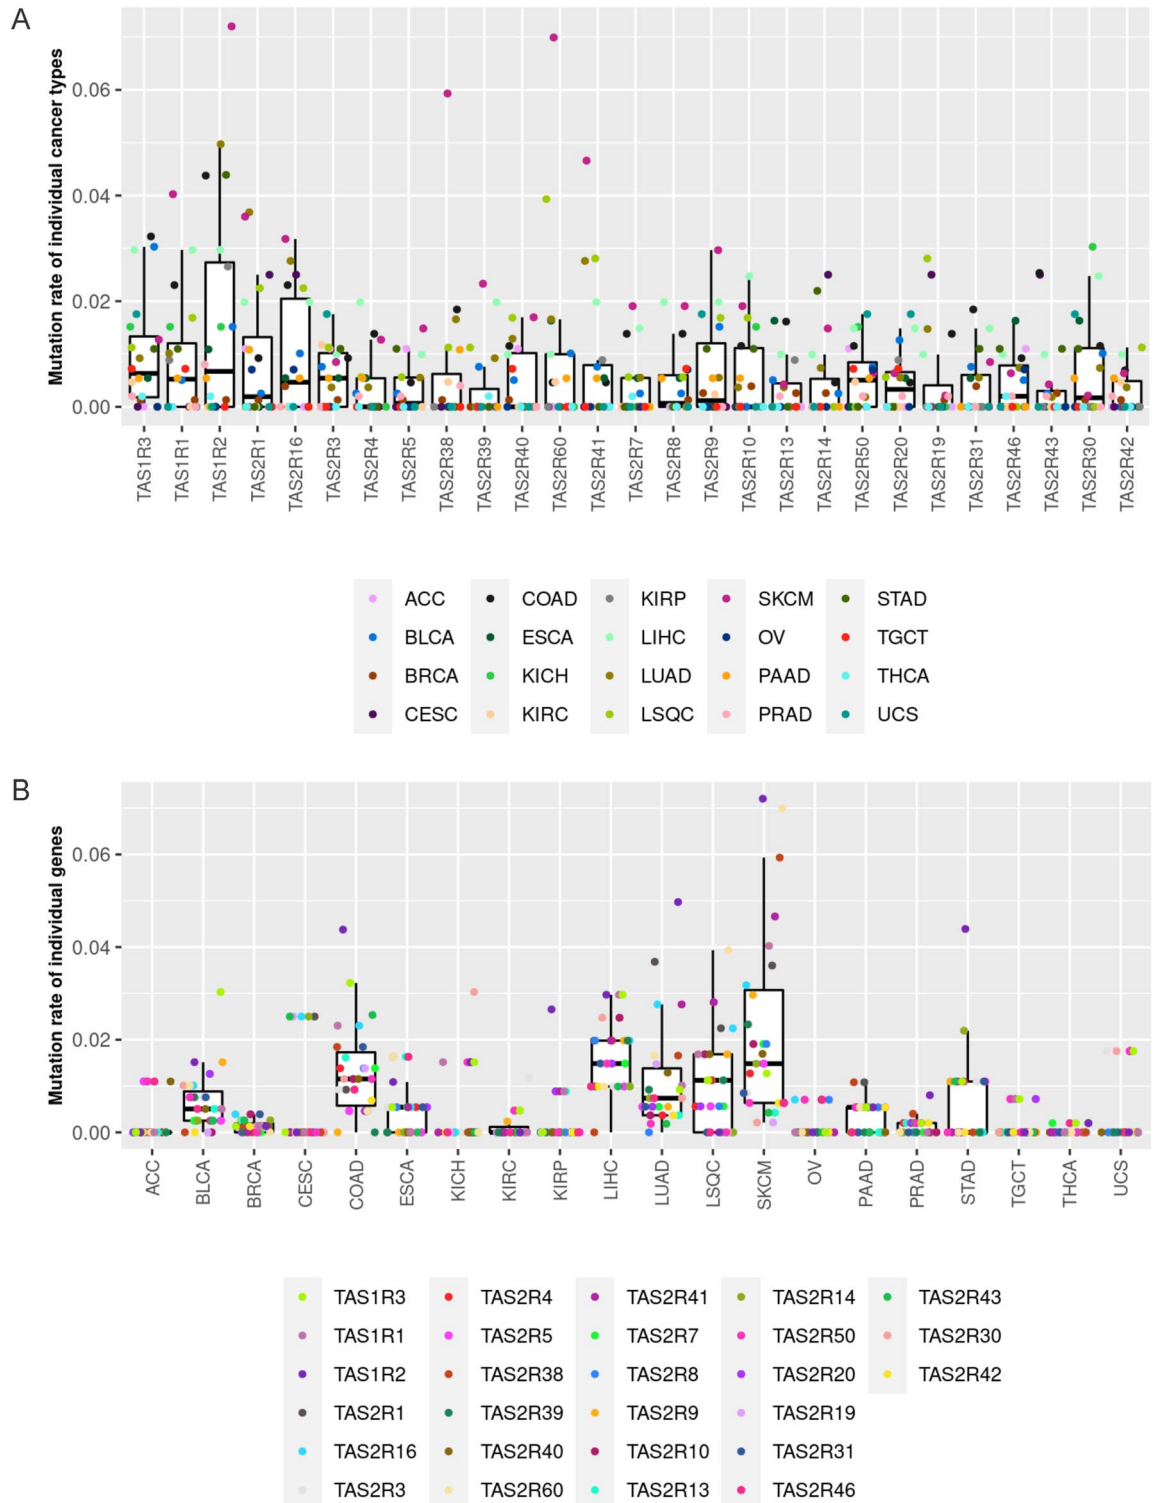 A
Mutation rate of individual cancer types
0.06
0.04
0.02
0.00
TAS1R3 TAS1R1 TAS1R2 TAS2R1 TAS2R16 TAS2R3 TAS2R4 TAS2R5 TAS2R38 TAS2R39 TAS2R40 TAS2R60 TAS2R41 TAS2R7 TAS2R8 TAS2R9 TAS2R10 TAS2R13 TAS2R14 TAS2R50 TAS2R20 TAS2R19 TAS2R31 TAS2R46 TAS2R43 TAS2R30 TAS2R42
ACC COAD KIRP SKCM STAD
BLCA ESCA LIHC OV TGCT
BRCA KICH LUAD PAAD THCA
CESC KIRC LSQC PRAD UCS
B
Mutation rate of individual genes
0.06
0.04
0.02
0.00
ACC BLCA BRCA CESC COAD ESCA KICH KIRC KIRP LIHC LUAD LSQC SKCM OV PAAD PRAD STAD TGCT THCA UCS
TAS1R3 TAS2R4 TAS2R41 TAS2R14 TAS2R43
TAS1R1 TAS2R5 TAS2R7 TAS2R50 TAS2R30
TAS1R2 TAS2R38 TAS2R8 TAS2R20 TAS2R42
TAS2R1 TAS2R39 TAS2R9 TAS2R19
TAS2R16 TAS2R40 TAS2R10 TAS2R31
TAS2R3 TAS2R60 TAS2R13 TAS2R46